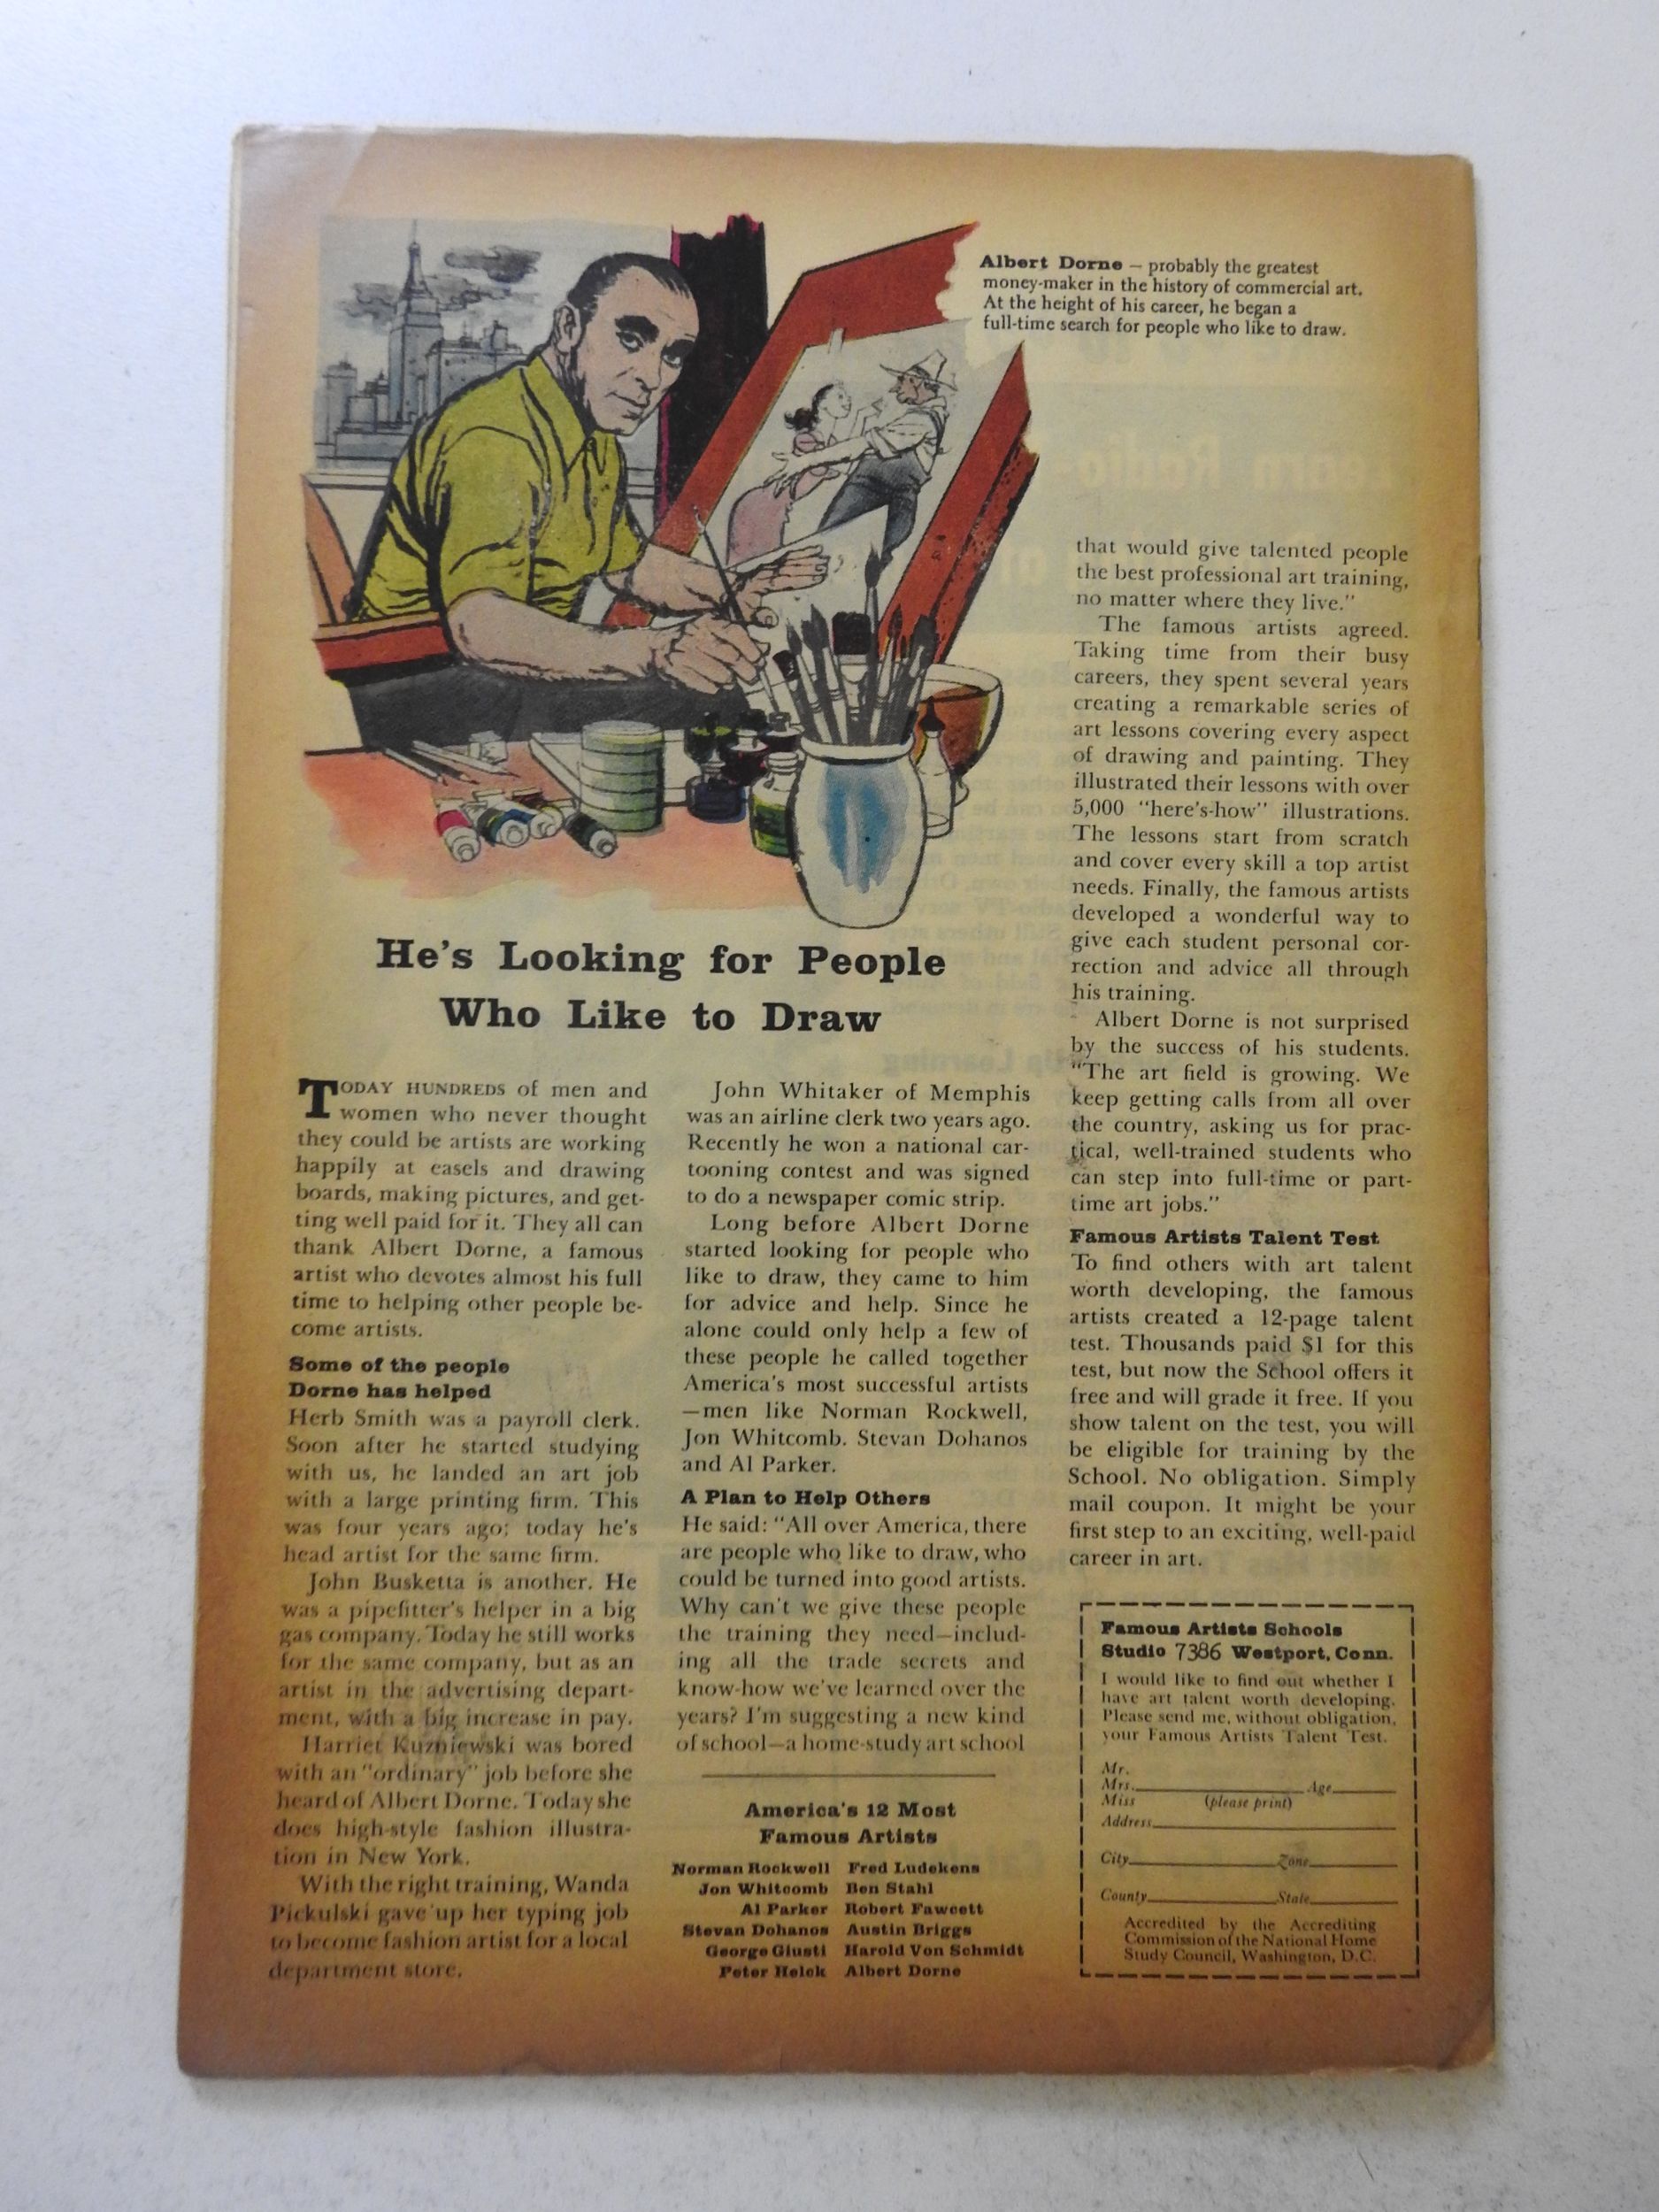 Albert Dorne – probably the greatest
money-maker in the history of commercial art.
At the height of his career, he began a
full-time search for people who like to draw.
He's Looking for People
Who Like to Draw
TODAY HUNDREDS of men and
women who never thought
they could be artists are working
happily at easels and drawing
boards, making pictures, and get-
ting well paid for it. They all can
thank Albert Dorne, a famous
artist who devotes almost his full
time to helping other people be-
come artists.
Some of the people
Dorne has helped
Herb Smith was a payroll clerk.
Soon after he started studying
with us, he landed an art job
with a large printing firm. This
was four years ago; today he's
head artist for the same firm.
John Busketta is another. He
was a pipefitter's helper in a big
gas company. Today he still works
for the same company, but as an
artist in the advertising depart-
ment, with a big increase in pay.
Harriet Kuzniewski was bored
with an "ordinary" job before she
heard of Albert Dorne. Today she
does high-style fashion illustra-
tion in New York.
With the right training, Wanda
Pickulski gave up her typing job
to become fashion artist for a local
department store.
John Whitaker of Memphis
was an airline clerk two years ago.
Recently he won a national car-
tooning contest and was signed
to do a newspaper comic strip.
Long before Albert Dorne
started looking for people who
like to draw, they came to him
for advice and help. Since he
alone could only help a few of
these people he called together
America's most successful artists
—men like Norman Rockwell,
Jon Whitcomb. Stevan Dohanos
and Al Parker.
A Plan to Help Others
He said: "All over America, there
are people who like to draw, who
could be turned into good artists.
Why can't we give these people
the training they need—includ-
ing all the trade secrets and
know-how we've learned over the
years? I'm suggesting a new kind
of school—a home-study art school
America's 12 Most
Famous Artists
Norman Rockwell Fred Ludekens
Jon Whitcomb Ben Stahl
Al Parker Robert Fawcett
Stevan Dohanos Austin Briggs
George Giusti Harold Von Schmidt
Peter Helck Albert Dorne
that would give talented people
the best professional art training,
no matter where they live."
The famous artists agreed.
Taking time from their busy
careers, they spent several years
creating a remarkable series of
art lessons covering every aspect
of drawing and painting. They
illustrated their lessons with over
5,000 "here's-how" illustrations.
The lessons start from scratch
and cover every skill a top artist
needs. Finally, the famous artists
developed a wonderful way to
give each student personal cor-
rection and advice all through
his training.
Albert Dorne is not surprised
by the success of his students.
"The art field is growing. We
keep getting calls from all over
the country, asking us for prac-
tical, well-trained students who
can step into full-time or part-
time art jobs."
Famous Artists Talent Test
To find others with art talent
worth developing, the famous
artists created a 12-page talent
test. Thousands paid $1 for this
test, but now the School offers it
free and will grade it free. If you
show talent on the test, you will
be eligible for training by the
School. No obligation. Simply
mail coupon. It might be your
first step to an exciting, well-paid
career in art.
Famous Artists Schools
Studio 7386 Westport, Conn.
I would like to find out whether I
have art talent worth developing.
Please send me, without obligation,
your Famous Artists Talent Test.
Mr.
Mrs. Age
Miss (please print)
Address
City Zone
County State
Accredited by the Accrediting
Commission of the National Home
Study Council, Washington, D.C.